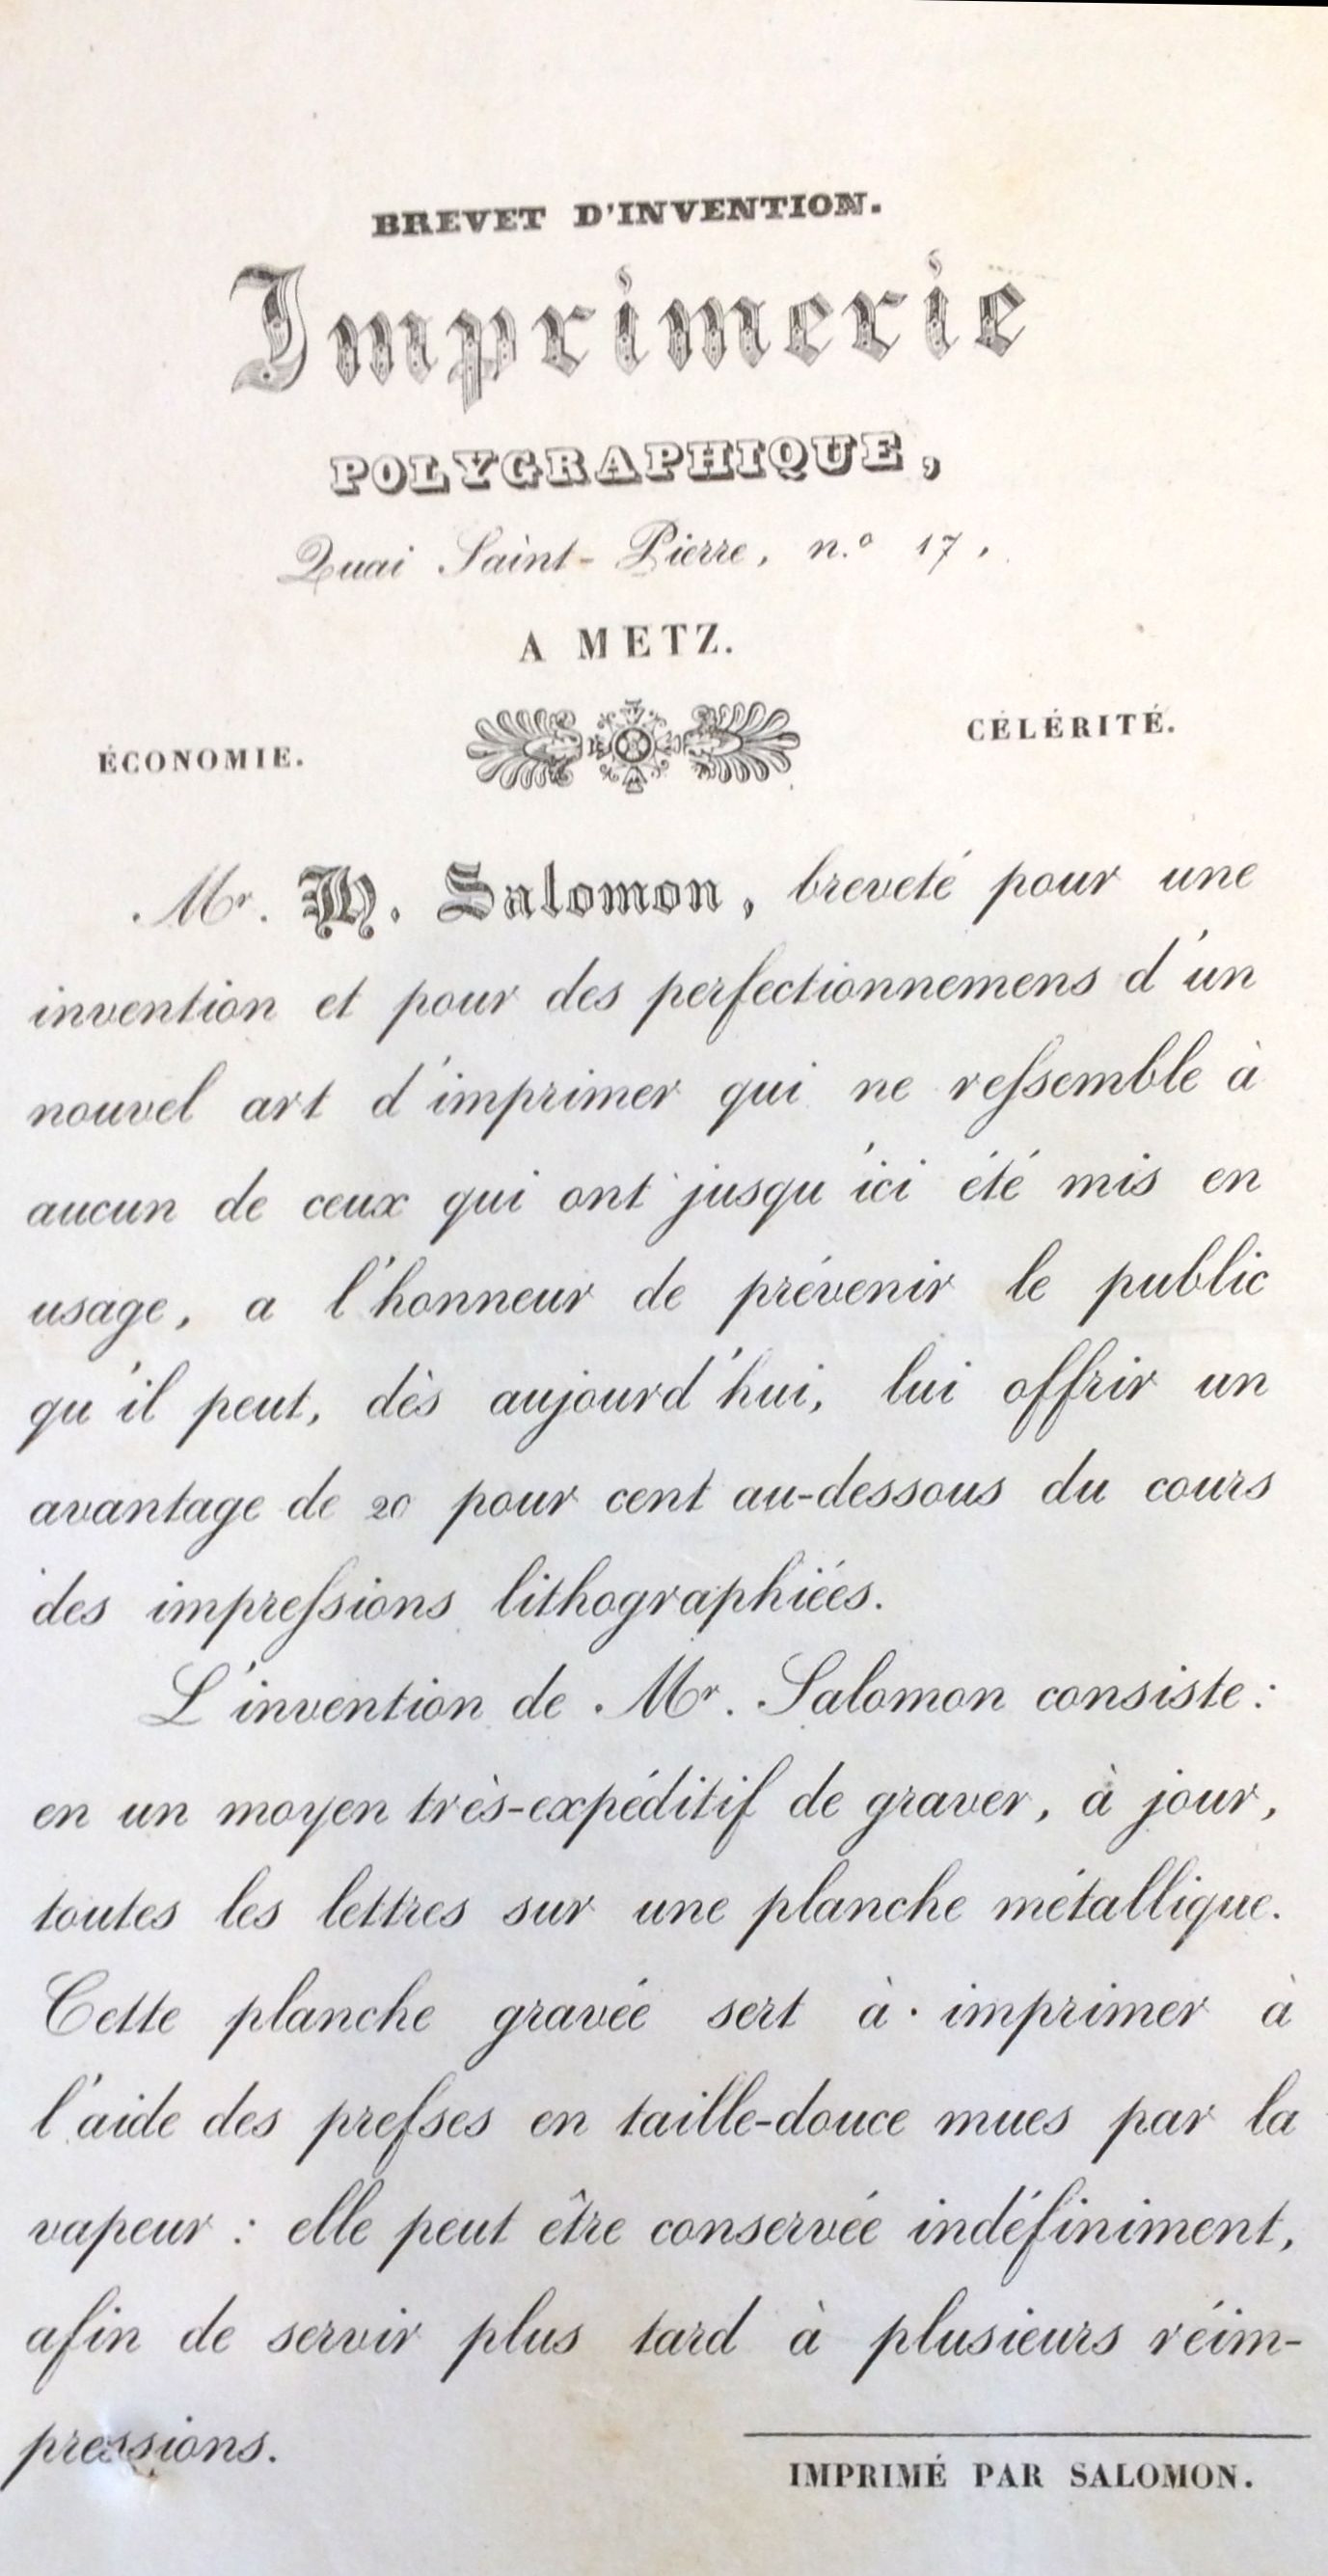 BREVET D'INVENTION.
Imprimerie
POLYGRAPHIQUE,
Quai Saint-Pierre, n.o 17,
A METZ.
ÉCONOMIE. CÉLÉRITÉ.
Mr. H. Salomon, breveté pour une
invention et pour des perfectionnemens d'un
nouvel art d'imprimer qui ne reſsemble à
aucun de ceux qui ont jusqu'ici été mis en
usage, a l'honneur de prévenir le public
qu'il peut, dès aujourd'hui, lui offrir un
avantage de 20 pour cent au-dessous du cours
des impreſsions lithographiées.
L'invention de Mr. Salomon consiste:
en un moyen très-expéditif de graver, à jour,
toutes les lettres sur une planche métallique.
Cette planche gravée sert à imprimer à
l'aide des preſses en taille-douce mues par la
vapeur : elle peut être conservée indéfiniment,
afin de servir plus tard à plusieurs réim-
pressions.
IMPRIMÉ PAR SALOMON.